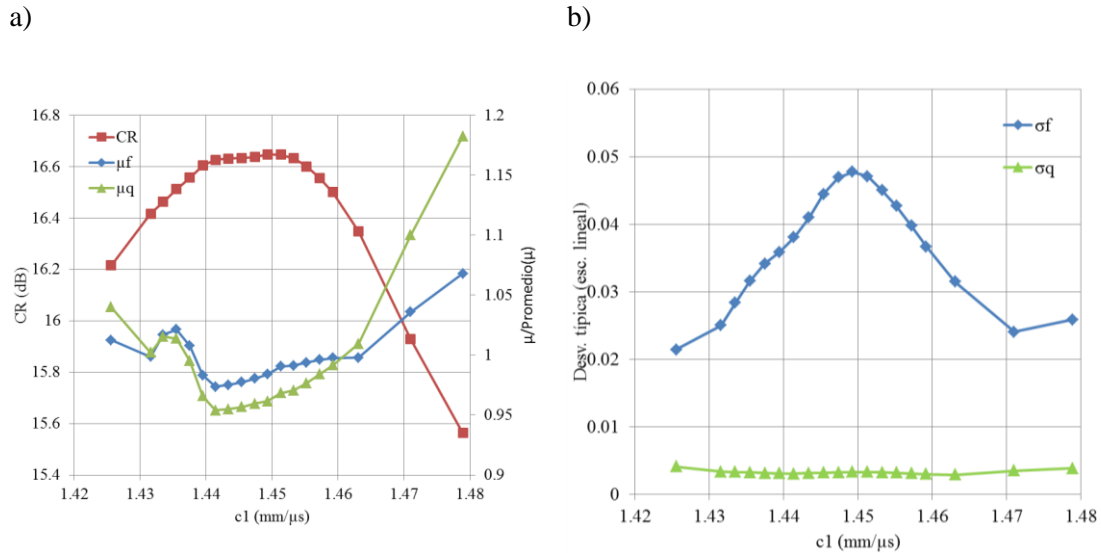 a)
b)
16.8
16.6
16.4
16.2
16
15.8
15.6
15.4
CR (dB)
CR
µf
µq
1.2
1.15
1.1
1.05
1
0.95
0.9
µ/Promedio(µ)
1.42 1.43 1.44 1.45 1.46 1.47 1.48
c1 (mm/µs)
0.06
0.05
0.04
0.03
0.02
0.01
0
Desv. tipica (esc. lineal)
σf
σq
1.42 1.43 1.44 1.45 1.46 1.47 1.48
c1 (mm/µs)